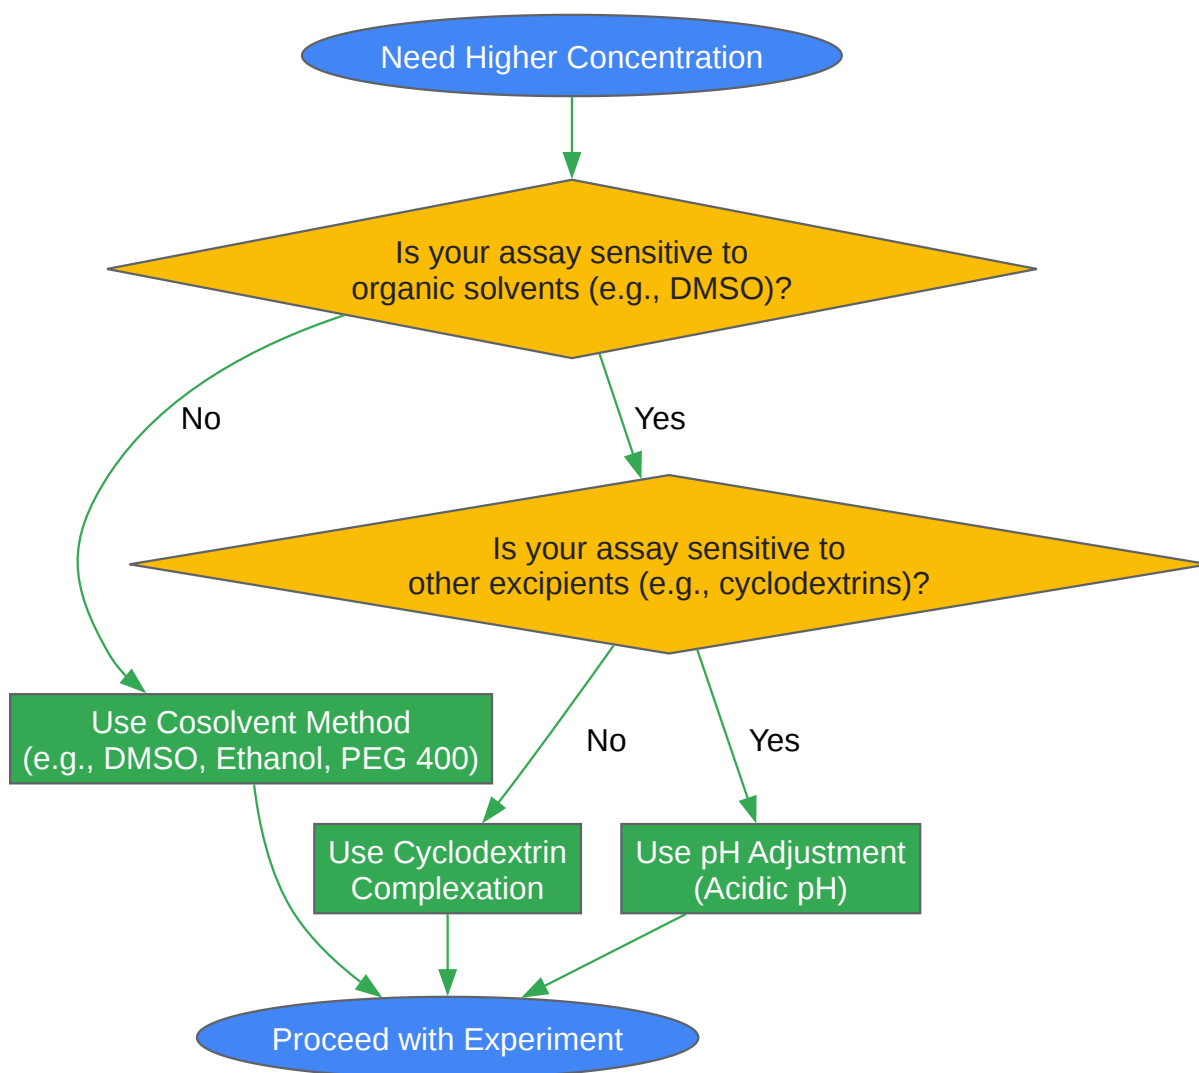 Need Higher Concentration
Is your assay sensitive to
organic solvents (e.g., DMSO)?
No
Yes
Is your assay sensitive to
other excipients (e.g., cyclodextrins)?
Use Cosolvent Method
(e.g., DMSO, Ethanol, PEG 400)
No
Yes
Use Cyclodextrin
Complexation
Use pH Adjustment
(Acidic pH)
Proceed with Experiment